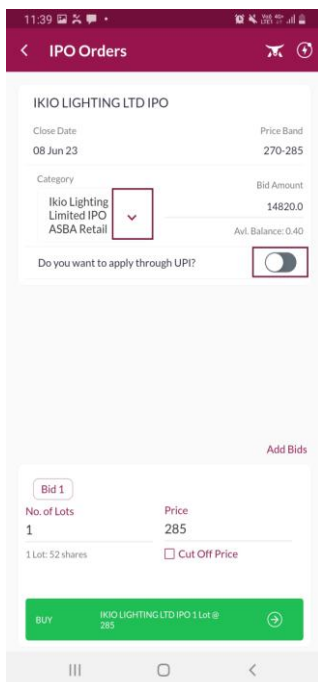 11:39
IPO Orders
IKIO LIGHTING LTD IPO
Close Date Price Band
08 Jun 23 270-285
Category Bid Amount
Ikio Lighting
Limited IPO
ASBA Retail
14820.0
Avl. Balance: 0.40
Do you want to apply through UPI?
Add Bids
Bid 1
No. of Lots Price
1 285
1 Lot: 52 shares Cut Off Price
BUY IKIO LIGHTING LTD IPO 1 Lot @
285